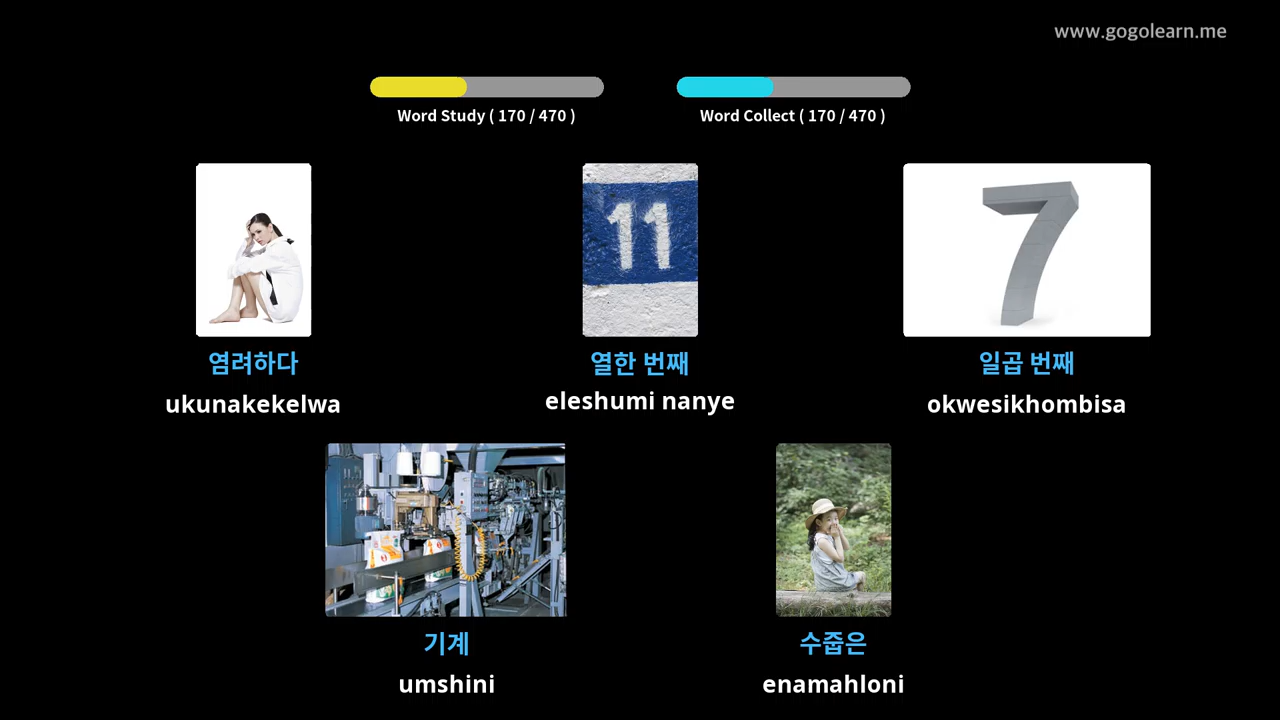 www.gogolearn.me
Word Study ( 170 / 470 )
Word Collect ( 170 / 470 )
11
7
염려하다
열한 번째
일곱 번째
ukunakekelwa
eleshumi nanye
okwesikhombisa
기계
수줍은
umshini
enamahloni